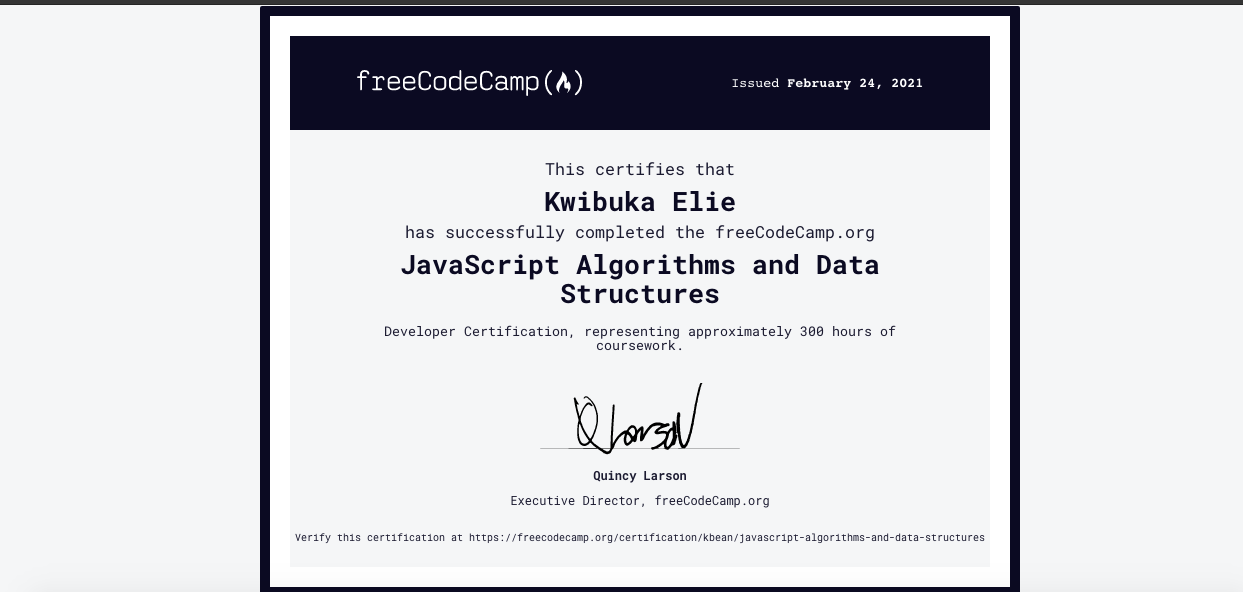 freeCodeCamp(🔥)
Issued February 24, 2021
This certifies that
Kwibuka Elie
has successfully completed the freeCodeCamp.org
JavaScript Algorithms and Data
Structures
Developer Certification, representing approximately 300 hours of
coursework.
QLarson
Quincy Larson
Executive Director, freeCodeCamp.org
Verify this certification at https://freecodecamp.org/certification/kbean/javascript-algorithms-and-data-structures